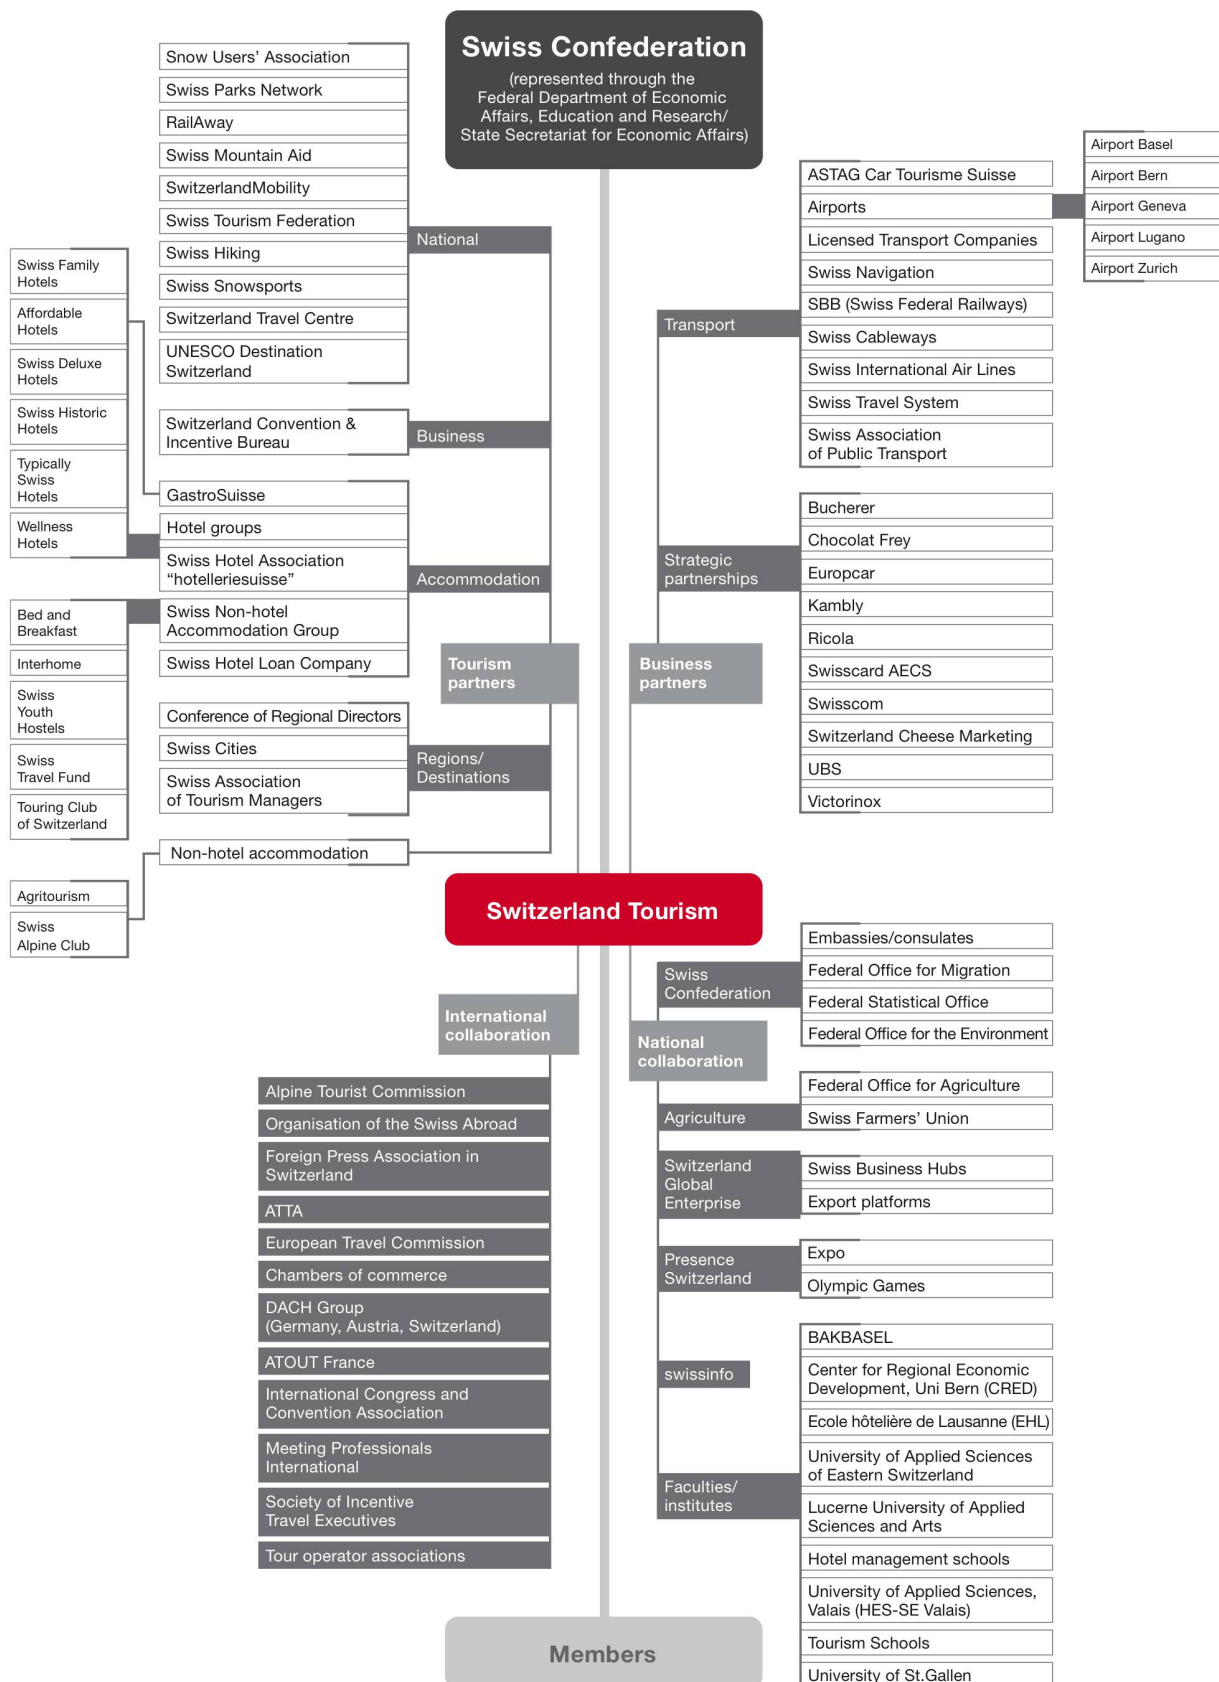 Swiss Confederation
(represented through the
Federal Department of Economic
Affairs, Education and Research/
State Secretariat for Economic Affairs)
Snow Users’ Association
Swiss Parks Network
RailAway
Swiss Mountain Aid
SwitzerlandMobility
Swiss Tourism Federation
Swiss Hiking
Swiss Snowsports
Switzerland Travel Centre
UNESCO Destination
Switzerland
National
Switzerland Convention &
Incentive Bureau
Business
Swiss Family
Hotels
Affordable
Hotels
Swiss Deluxe
Hotels
Swiss Historic
Hotels
Typically
Swiss
Hotels
Wellness
Hotels
GastroSuisse
Hotel groups
Swiss Hotel Association
“hotelleriesuisse”
Swiss Non-hotel
Accommodation Group
Swiss Hotel Loan Company
Accommodation
Bed and
Breakfast
Interhome
Swiss
Youth
Hostels
Swiss
Travel Fund
Touring Club
of Switzerland
Conference of Regional Directors
Swiss Cities
Swiss Association
of Tourism Managers
Regions/
Destinations
Non-hotel accommodation
Agritourism
Swiss
Alpine Club
Tourism
partners
Business
partners
Transport
ASTAG Car Tourisme Suisse
Airports
Licensed Transport Companies
Swiss Navigation
SBB (Swiss Federal Railways)
Swiss Cableways
Swiss International Air Lines
Swiss Travel System
Swiss Association
of Public Transport
Airport Basel
Airport Bern
Airport Geneva
Airport Lugano
Airport Zurich
Strategic
partnerships
Bucherer
Chocolat Frey
Europcar
Kambly
Ricola
Swisscard AECS
Swisscom
Switzerland Cheese Marketing
UBS
Victorinox
Switzerland Tourism
International
collaboration
Alpine Tourist Commission
Organisation of the Swiss Abroad
Foreign Press Association in
Switzerland
ATTA
European Travel Commission
Chambers of commerce
DACH Group
(Germany, Austria, Switzerland)
ATOUT France
International Congress and
Convention Association
Meeting Professionals
International
Society of Incentive
Travel Executives
Tour operator associations
National
collaboration
Swiss
Confederation
Embassies/consulates
Federal Office for Migration
Federal Statistical Office
Federal Office for the Environment
Agriculture
Federal Office for Agriculture
Swiss Farmers’ Union
Switzerland
Global
Enterprise
Swiss Business Hubs
Export platforms
Presence
Switzerland
Expo
Olympic Games
swissinfo
Faculties/
institutes
BAKBASEL
Center for Regional Economic
Development, Uni Bern (CRED)
Ecole hôtelière de Lausanne (EHL)
University of Applied Sciences
of Eastern Switzerland
Lucerne University of Applied
Sciences and Arts
Hotel management schools
University of Applied Sciences,
Valais (HES-SE Valais)
Tourism Schools
University of St.Gallen
Members